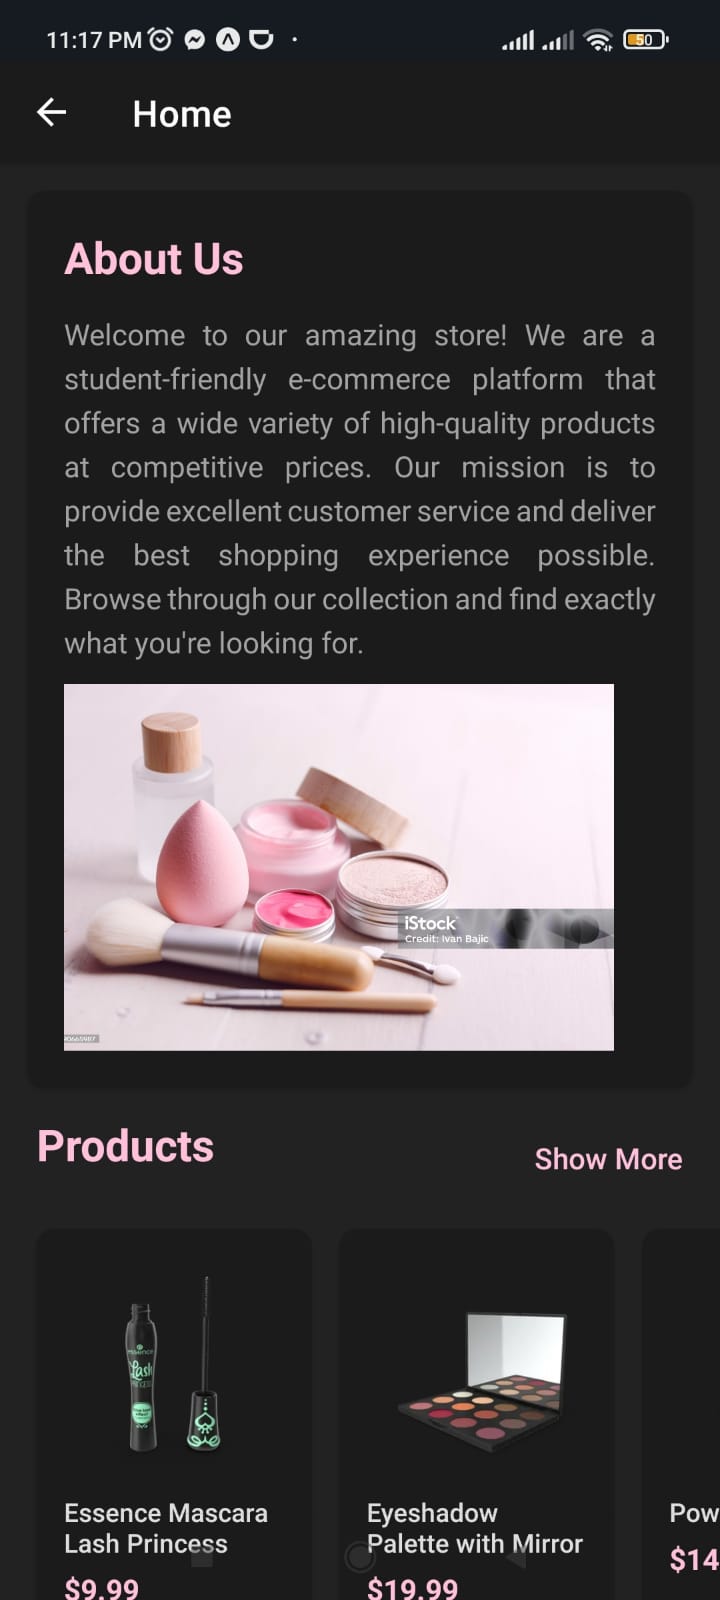 11:17 PM
50
Home
About Us
Welcome to our amazing store! We are a
student-friendly e-commerce platform that
offers a wide variety of high-quality products
at competitive prices. Our mission is to
provide excellent customer service and deliver
the best shopping experience possible.
Browse through our collection and find exactly
what you're looking for.
iStock
Credit: Ivan Bajic
Products
Show More
essence
Lash
Essence Mascara
Lash Princess
$9.99
Eyeshadow
Palette with Mirror
$19.99
Pow
$14